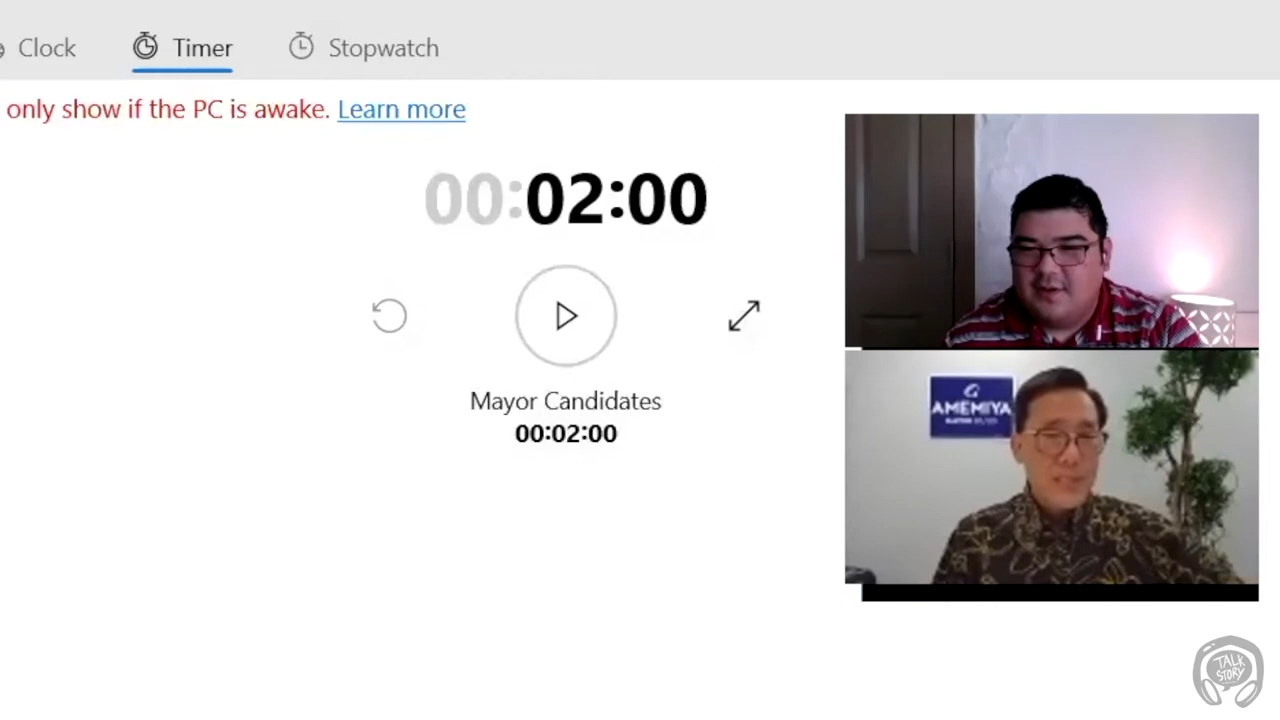 Clock Timer Stopwatch
only show if the PC is awake. Learn more
00:02:00
Mayor Candidates
00:02:00
AMEMIYA
TALK
STORY